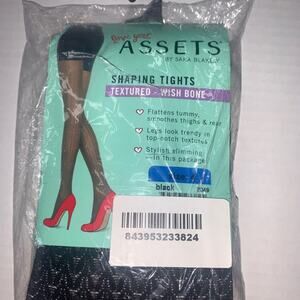 love your
ASSETS
BY SARA BLAKELY
SHAPING TIGHTS
TEXTURED - WISH BONE
Flattens tummy,
smoothes thighs & rear
Legs look trendy in
top-notch textures
Stylish slimming
—in this package
black
843953233824